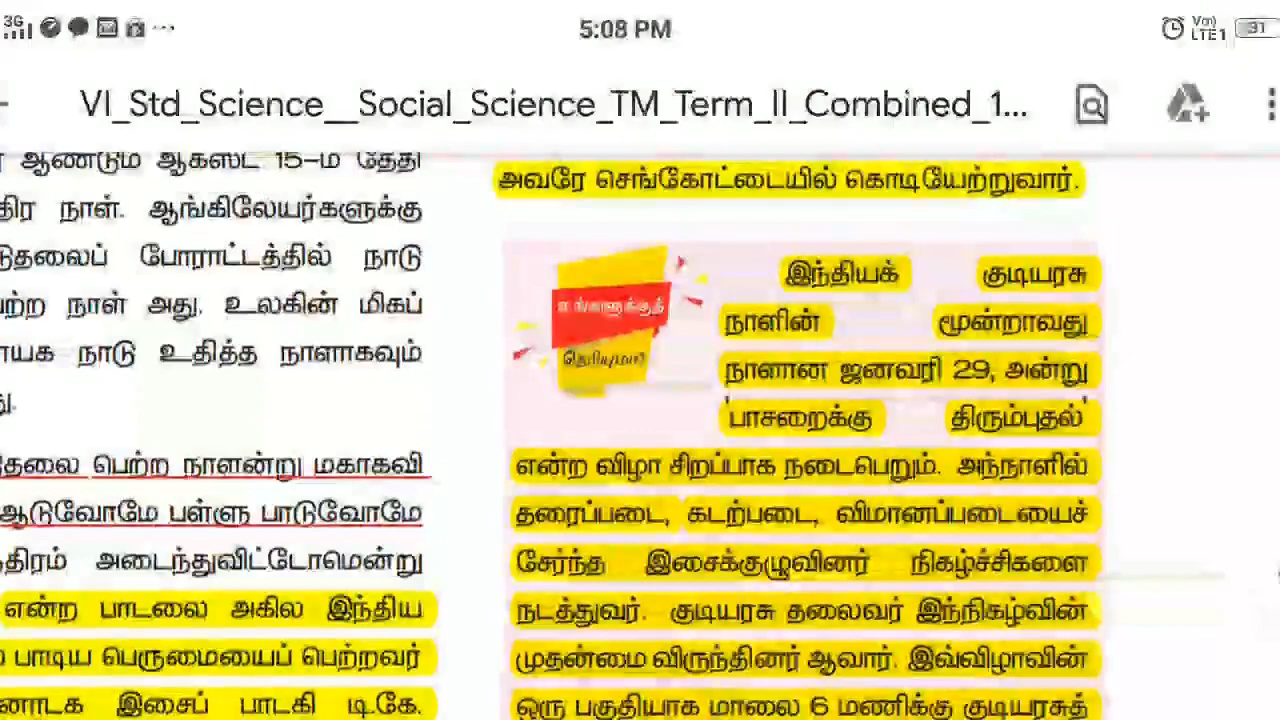 3G
5:08 PM
LTE1
VI_Std_Science__Social_Science_TM_Term_II_Combined_1...
ஆண்டும் ஆகஸ்ட் 15-ம் தேதி
திர நாள். ஆங்கிலேயர்களுக்கு
டுதலைப் போராட்டத்தில் நாடு
பற்ற நாள் அது. உலகின் மிகப்
ாயக நாடு உதித்த நாளாகவும்
து.
தலை பெற்ற நாளன்று மகாகவி
ஆடுவோமே பள்ளு பாடுவோமே
திரம் அடைந்துவிட்டோமென்று
என்ற பாடலை அகில இந்திய
பாடிய பெருமையைப் பெற்றவர்
னாடக இசைப் பாடகி டி.கே.
அவரே செங்கோட்டையில் கொடியேற்றுவார்.
உங்களுக்குத்
தெரியுமா?
இந்தியக் குடியரசு
நாளின் மூன்றாவது
நாளான ஜனவரி 29, அன்று
'பாசறைக்கு திரும்புதல்'
என்ற விழா சிறப்பாக நடைபெறும். அந்நாளில்
தரைப்படை, கடற்படை, விமானப்படையைச்
சேர்ந்த இசைக்குழுவினர் நிகழ்ச்சிகளை
நடத்துவர். குடியரசு தலைவர் இந்நிகழ்வின்
முதன்மை விருந்தினர் ஆவார். இவ்விழாவின்
ஒரு பகுதியாக மாலை 6 மணிக்கு குடியரசுத்